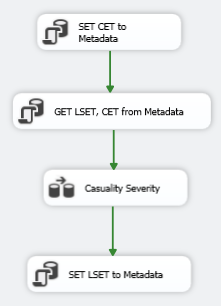 SET CET to
Metadata
GET LSET, CET from Metadata
Casuality Severity
SET LSET to Metadata